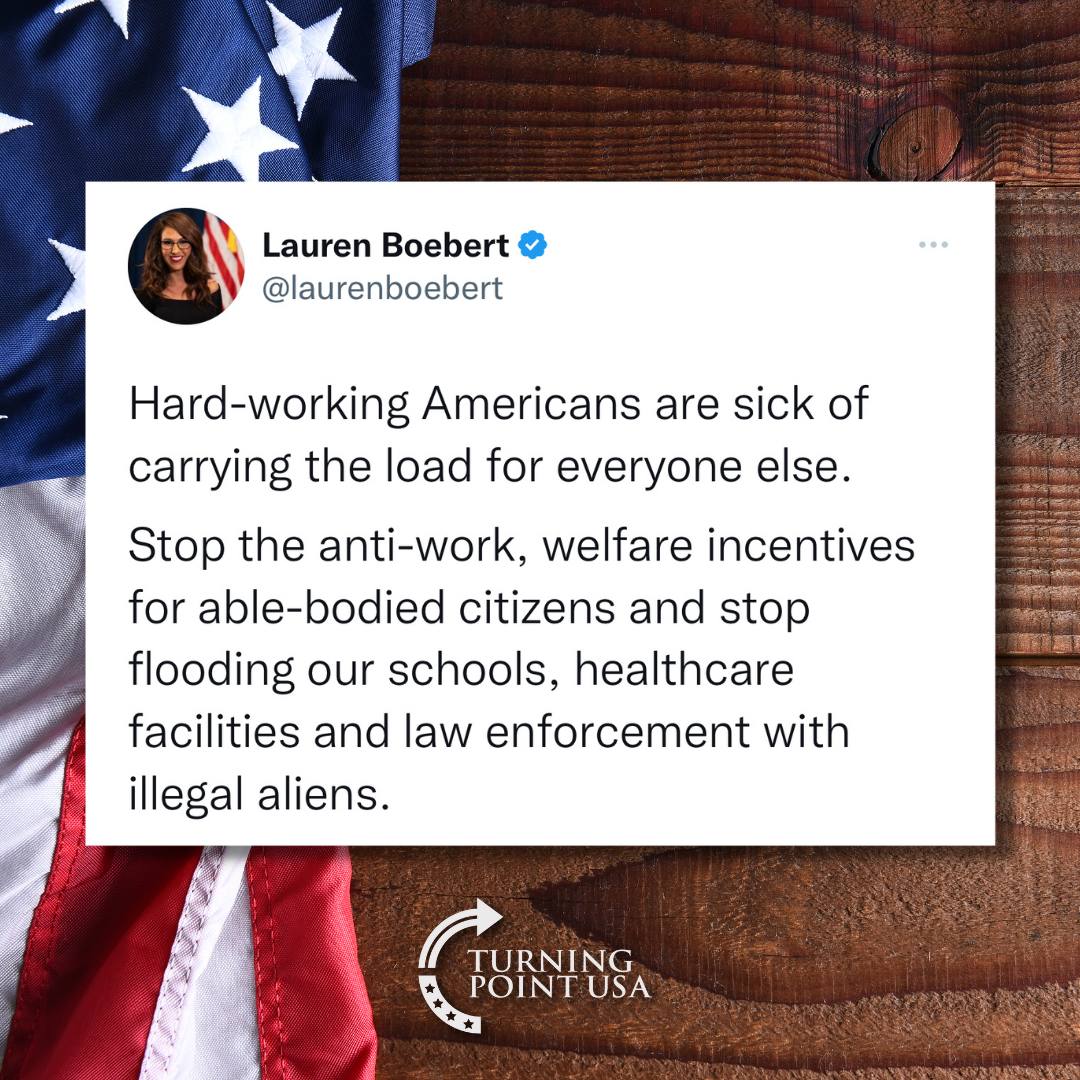 Lauren Boebert
@laurenboebert
Hard-working Americans are sick of
carrying the load for everyone else.
Stop the anti-work, welfare incentives
for able-bodied citizens and stop
flooding our schools, healthcare
facilities and law enforcement with
illegal aliens.
TURNING
POINT USA